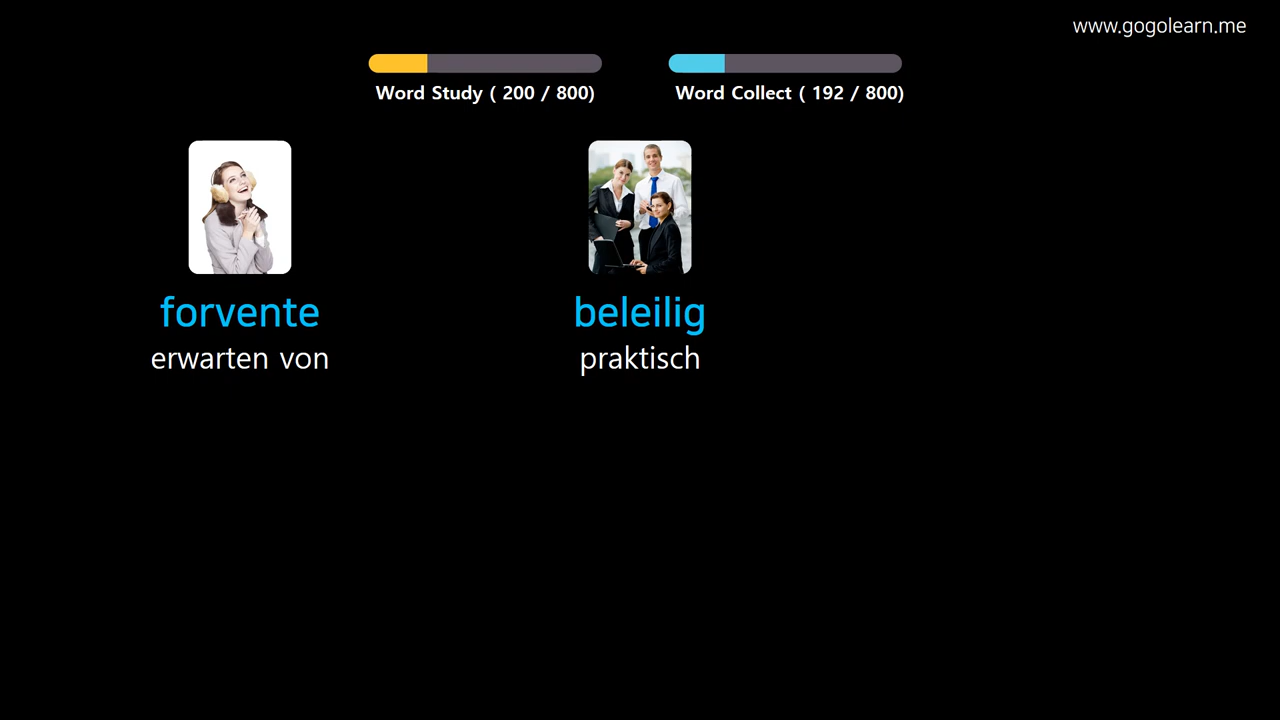 www.gogolearn.me
Word Study ( 200 / 800)
Word Collect ( 192 / 800)
forvente
erwarten von
beleilig
praktisch